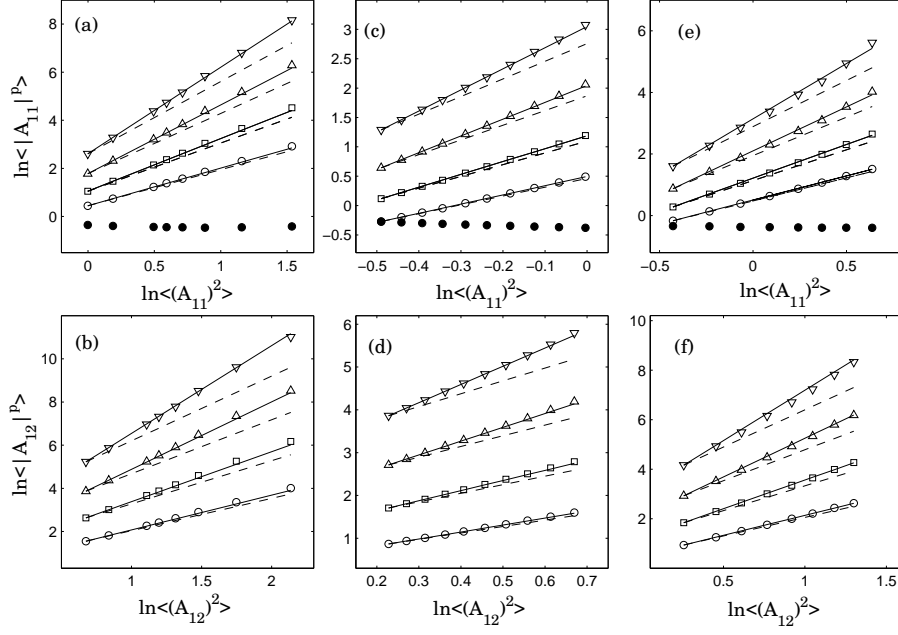 (a)
8
6
4
2
0
ln<| A11 |p>
0 0.5 1 1.5
ln<(A11)2>
(c)
3
2.5
2
1.5
1
0.5
0
−0.5
−0.5 −0.4 −0.3 −0.2 −0.1 0
ln<(A11)2>
(e)
6
4
2
0
−0.5 0 0.5
ln<(A11)2>
(b)
10
8
6
4
2
ln<| A12 |p>
1 1.5 2
ln<(A12)2>
(d)
6
5
4
3
2
1
0.2 0.3 0.4 0.5 0.6 0.7
ln<(A12)2>
(f)
10
8
6
4
2
0.5 1 1.5
ln<(A12)2>